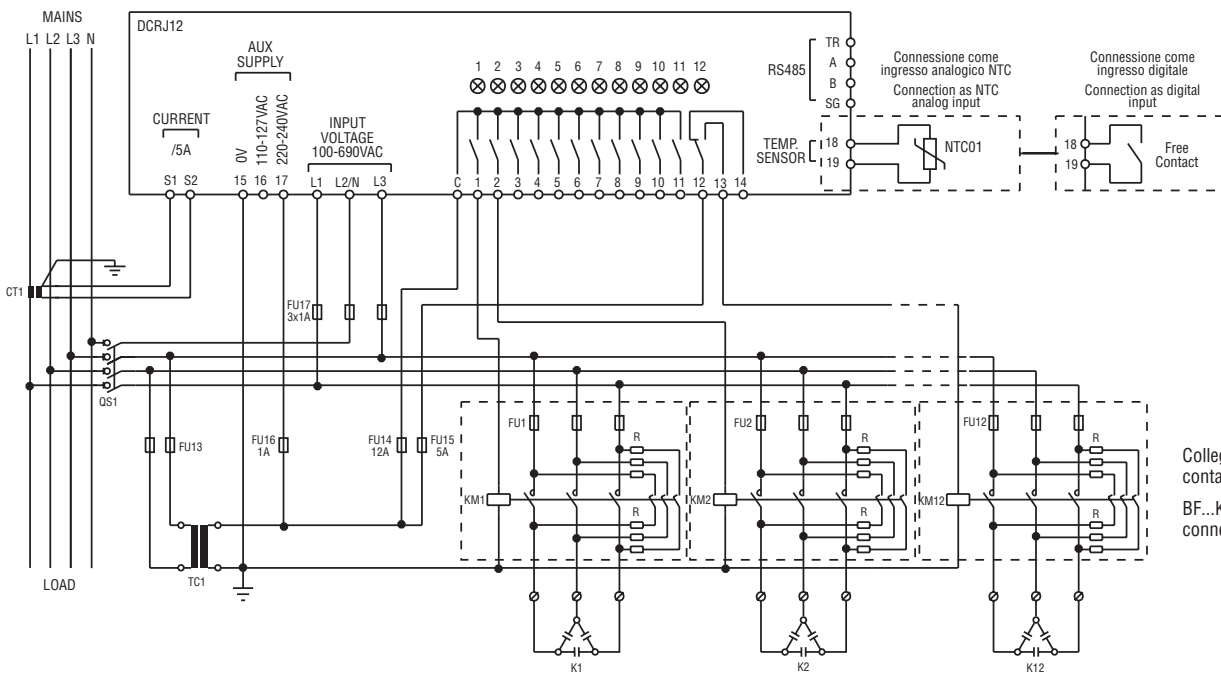 MAINS
L1 L2 L3 N
DCRJ12
AUX
SUPPLY
0V
110-127VAC
220-240VAC
CURRENT
/5A
INPUT
VOLTAGE
100-690VAC
1 2 3 4 5 6 7 8 9 10 11 12
S1 S2 15 16 17 L1 L2/N L3 C 1 2 3 4 5 6 7 8 9 10 11 12 13 14
RS485
TR
A
B
SG
TEMP.
SENSOR
18
19
Connessione come
ingresso analogico NTC
Connection as NTC
analog input
NTC01
Connessione come
ingresso digitale
Connection as digital
input
18
19
Free
Contact
CT1
FU17
3x1A
QS1
FU13
FU16
1A
FU14
12A
FU15
5A
FU1
R
KM1
R
FU2
R
KM2
R
FU12
R
KM12
R
TC1
LOAD
K1
K2
K12
Colleg
conta
BF...K
conne